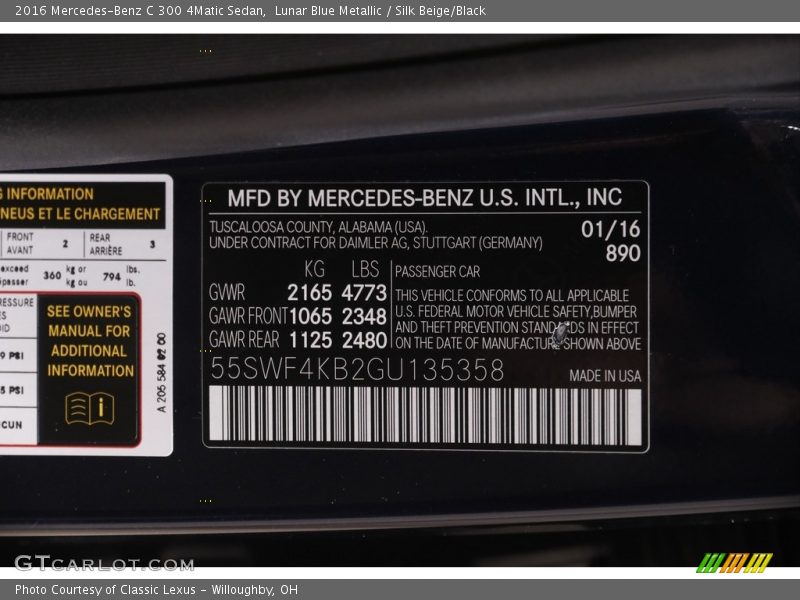 2016 Mercedes-Benz C 300 4Matic Sedan,  Lunar Blue Metallic / Silk Beige/Black
G INFORMATION
NEUS ET LE CHARGEMENT
FRONT
AVANT
2
REAR
ARRIÈRE
3
exceed
360
kg or
kg ou
794
lbs.
lb.
SEE OWNER'S
MANUAL FOR
ADDITIONAL
INFORMATION
9 PSI
5 PSI
A 205 584 02 00
MFD BY MERCEDES-BENZ U.S. INTL., INC
TUSCALOOSA COUNTY, ALABAMA (USA).
UNDER CONTRACT FOR DAIMLER AG, STUTTGART (GERMANY)
01/16
890
KG LBS
GVWR 2165 4773
GAWR FRONT 1065 2348
GAWR REAR 1125 2480
PASSENGER CAR
THIS VEHICLE CONFORMS TO ALL APPLICABLE
U.S. FEDERAL MOTOR VEHICLE SAFETY,BUMPER
AND THEFT PREVENTION STANDARDS IN EFFECT
ON THE DATE OF MANUFACTURE SHOWN ABOVE
55SWF4KB2GU135358
MADE IN USA
GTCARLOT.COM
Photo Courtesy of Classic Lexus - Willoughby, OH